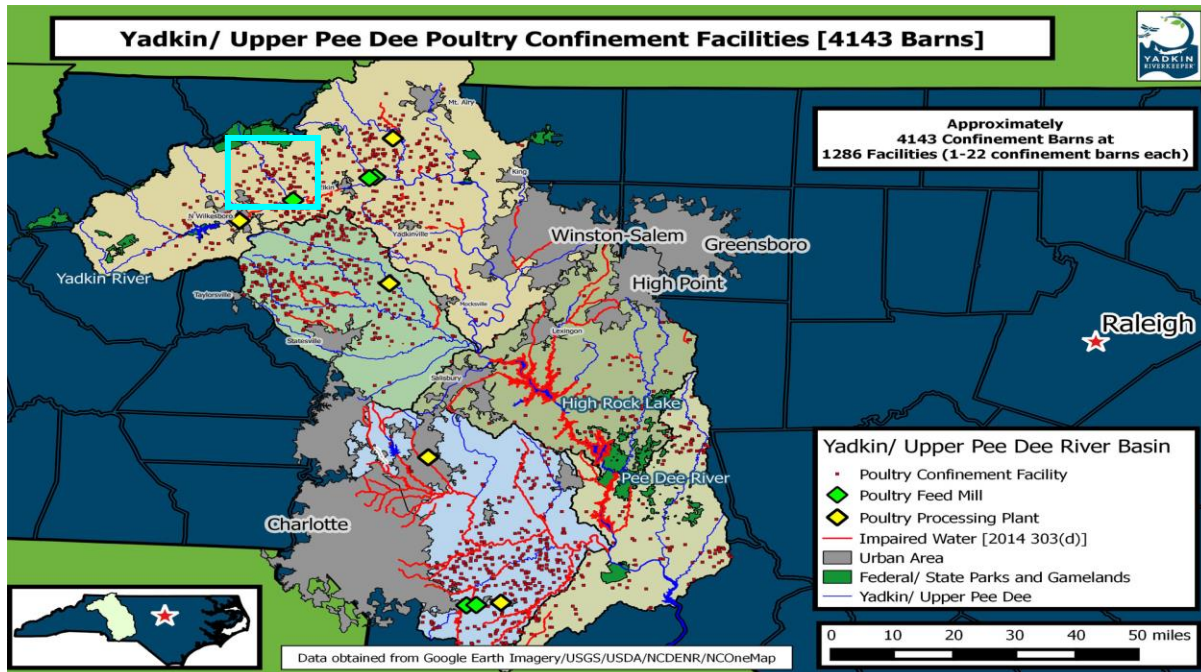 Yadkin/ Upper Pee Dee Poultry Confinement Facilities [4143 Barns]
YADKIN
RIVERKEEPER
Approximately
4143 Confinement Barns at
1286 Facilities (1-22 confinement barns each)
Mt. Airy
King
lkin
N Wilkesboro
Yadkinville
Winston-Salem
Greensboro
High Point
Yadkin River
Taylorsville
Mocksville
Lexington
Statesville
Salisbury
Raleigh
High Rock Lake
Pee Dee River
Charlotte
Yadkin/ Upper Pee Dee River Basin
Poultry Confinement Facility
Poultry Feed Mill
Poultry Processing Plant
Impaired Water [2014 303(d)]
Urban Area
Federal/ State Parks and Gamelands
Yadkin/ Upper Pee Dee
0 10 20 30 40 50 miles
Data obtained from Google Earth Imagery/USGS/USDA/NCDENR/NCOneMap